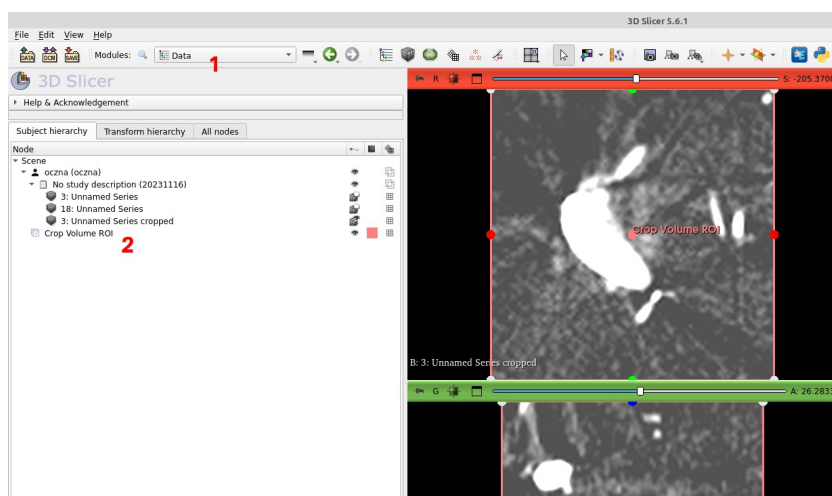 3D Slicer 5.6.1
File Edit View Help
DATA DCM SAVE Modules: Data
1
3D Slicer
Help & Acknowledgement
Subject hierarchy Transform hierarchy All nodes
Node
Scene
oczna (oczna)
No study description (20231116)
3: Unnamed Series
18: Unnamed Series
3: Unnamed Series cropped
Crop Volume ROI
2
R S: -205.3700
Crop Volume ROI
B: 3: Unnamed Series cropped
G A: 26.2833